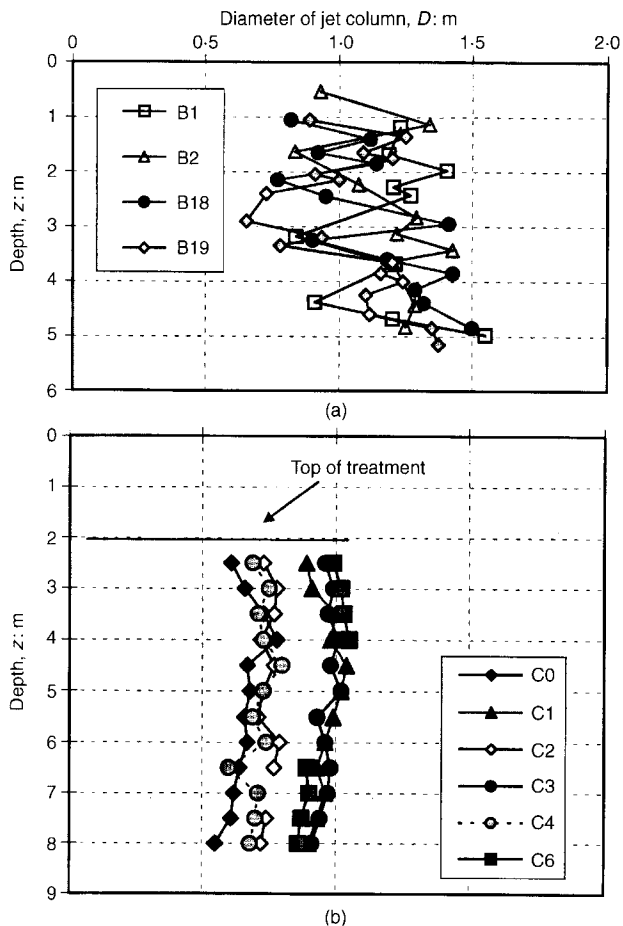 Diameter of jet column, D: m
0 0·5 1·0 1·5 2·0
0
1
2
3
4
5
6
Depth, z: m
B1
B2
B18
B19
(a)
0
1
2
3
4
5
6
7
8
9
Depth, z: m
Top of treatment
C0
C1
C2
C3
C4
C6
(b)